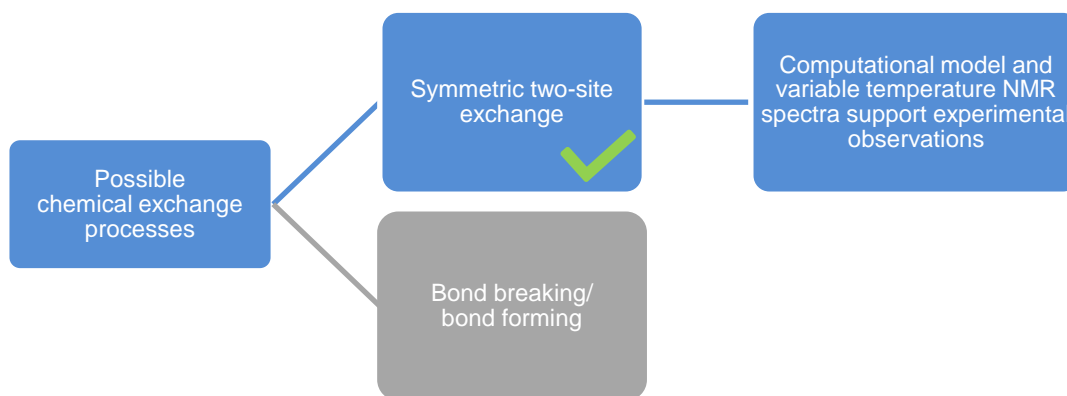 Possible
chemical exchange
processes
Symmetric two-site
exchange
Computational model and
variable temperature NMR
spectra support experimental
observations
Bond breaking/
bond forming